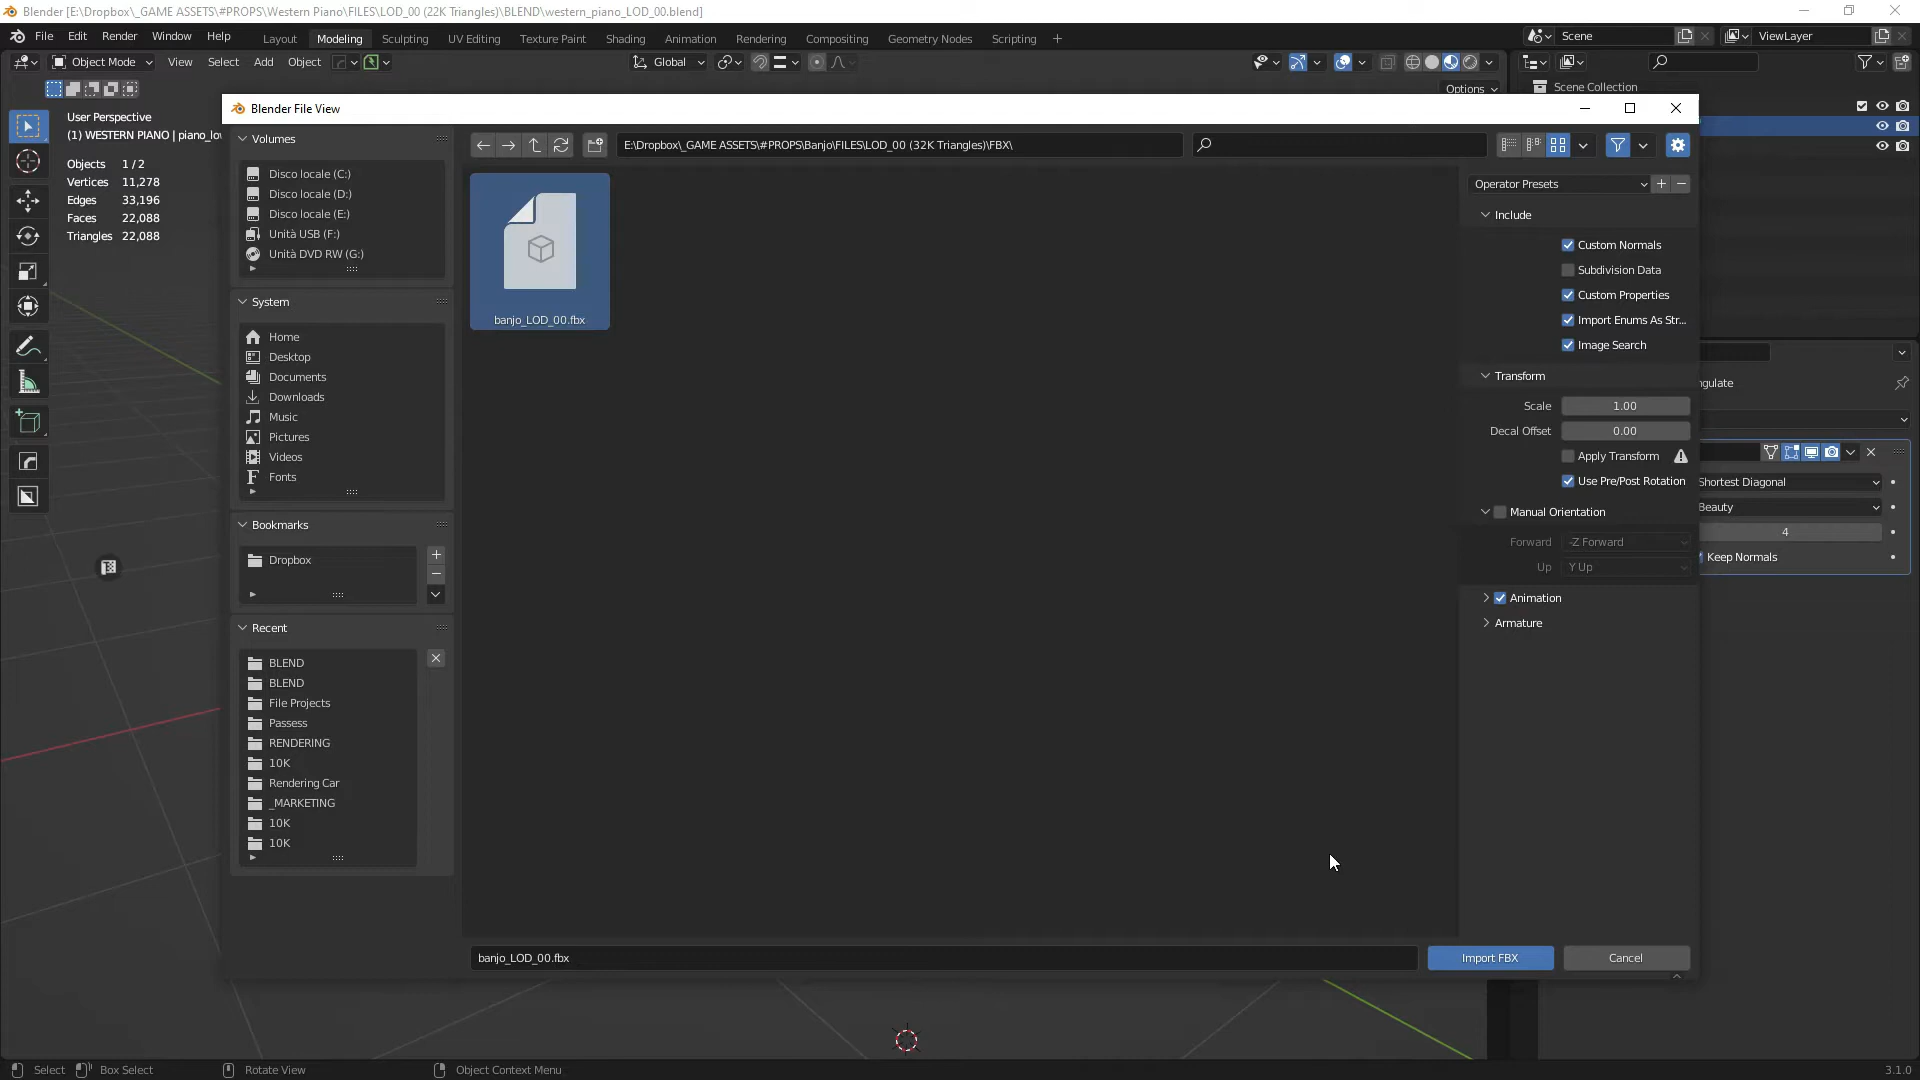 Blender [E:\Dropbox\_GAME ASSETS\#PROPS\Western Piano\FILES\LOD_00 (22K Triangles)\BLEND\western_piano_LOD_00.blend]
File Edit Render Window Help Layout Modeling Sculpting UV Editing Texture Paint Shading Animation Rendering Compositing Geometry Nodes Scripting + Scene ViewLayer
Object Mode View Select Add Object Global
Options
Scene Collection
User Perspective
(1) WESTERN PIANO | piano_lo
Objects 1 / 2
Vertices 11,278
Edges 33,196
Faces 22,088
Triangles 22,088
Blender File View
Volumes
Disco locale (C:)
Disco locale (D:)
Disco locale (E:)
Unità USB (F:)
Unità DVD RW (G:)
System
Home
Desktop
Documents
Downloads
Music
Pictures
Videos
Fonts
Bookmarks
Dropbox
Recent
BLEND
BLEND
File Projects
Passess
RENDERING
10K
Rendering Car
_MARKETING
10K
10K
E:\Dropbox\_GAME ASSETS\#PROPS\Banjo\FILES\LOD_00 (32K Triangles)\FBX\
banjo_LOD_00.fbx
Operator Presets
Include
Custom Normals
Subdivision Data
Custom Properties
Import Enums As Str...
Image Search
Transform
Scale 1.00
Decal Offset 0.00
Apply Transform
Use Pre/Post Rotation
Manual Orientation
Forward -Z Forward
Up Y Up
Animation
Armature
banjo_LOD_00.fbx
Import FBX Cancel
ngulate
Shortest Diagonal
Beauty
4
Keep Normals
Select Box Select Rotate View Object Context Menu 3.1.0